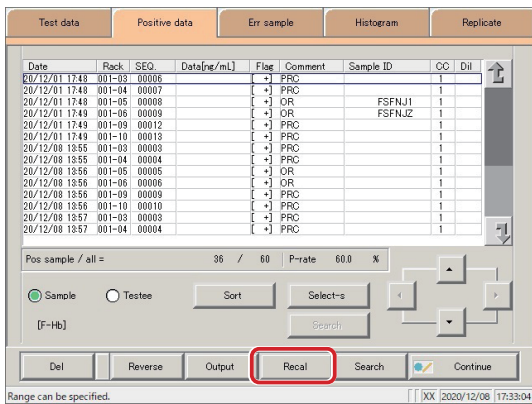 Test data Positive data Err sample Histogram Replicate
Date Rack SEQ. Data[ng/mL] Flag Comment Sample ID CC Dil
20/12/01 17:48 001-03 00006 [ +] PRC 1
20/12/01 17:48 001-04 00007 [ +] PRC 1
20/12/01 17:48 001-05 00008 [ +] OR FSFNJ1 1
20/12/01 17:49 001-06 00009 [ +] OR FSFNJZ 1
20/12/01 17:49 001-09 00012 [ +] PRC 1
20/12/01 17:49 001-10 00013 [ +] PRC 1
20/12/08 13:55 001-03 00003 [ +] PRC 1
20/12/08 13:55 001-04 00004 [ +] PRC 1
20/12/08 13:56 001-05 00005 [ +] OR 1
20/12/08 13:56 001-06 00006 [ +] OR 1
20/12/08 13:56 001-09 00009 [ +] PRC 1
20/12/08 13:56 001-10 00010 [ +] PRC 1
20/12/08 13:57 001-03 00003 [ +] PRC 1
20/12/08 13:57 001-04 00004 [ +] PRC 1
Pos sample / all = 36 / 60 P-rate 60.0 %
Sample Testee Sort Select-s
[F-Hb] Search
Del Reverse Output Recal Search Continue
Range can be specified. XX 2020/12/08 17:33:04